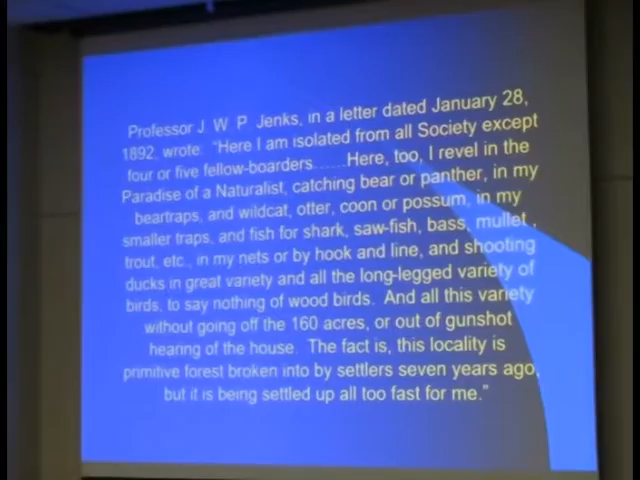 Professor J. W. P. Jenks, in a letter dated January 28,
1892, wrote: "Here I am isolated from all Society except
four or five fellow-boarders......Here, too, I revel in the
Paradise of a Naturalist, catching bear or panther, in my
beartraps, and wildcat, otter, coon or possum, in my
smaller traps, and fish for shark, saw-fish, bass, mullet,
trout, etc., in my nets or by hook and line, and shooting
ducks in great variety and all the long-legged variety of
birds, to say nothing of wood birds. And all this variety
without going off the 160 acres, or out of gunshot
hearing of the house. The fact is, this locality is
primitive forest broken into by settlers seven years ago,
but it is being settled up all too fast for me."